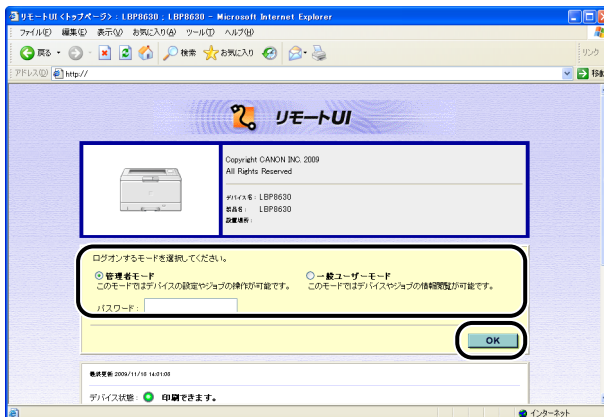 リモートUI <トップページ> : LBP8630 ; LBP8630 - Microsoft Internet Explorer
ファイル(F) 編集(E) 表示(V) お気に入り(A) ツール(T) ヘルプ(H)
戻る 検索 お気に入り リンク
アドレス(D) http:// 移動
リモートUI
Copyright CANON INC. 2009
All Rights Reserved
デバイス名 : LBP8630
製品名 : LBP8630
設置場所 :
ログオンするモードを選択してください。
管理者モード 一般ユーザーモード
このモードではデバイスの設定やジョブの操作が可能です。 このモードではデバイスやジョブの情報閲覧が可能です。
パスワード :
OK
最終更新 2009/11/18 14:01:08
デバイス状態 : 印刷できます。
インターネット